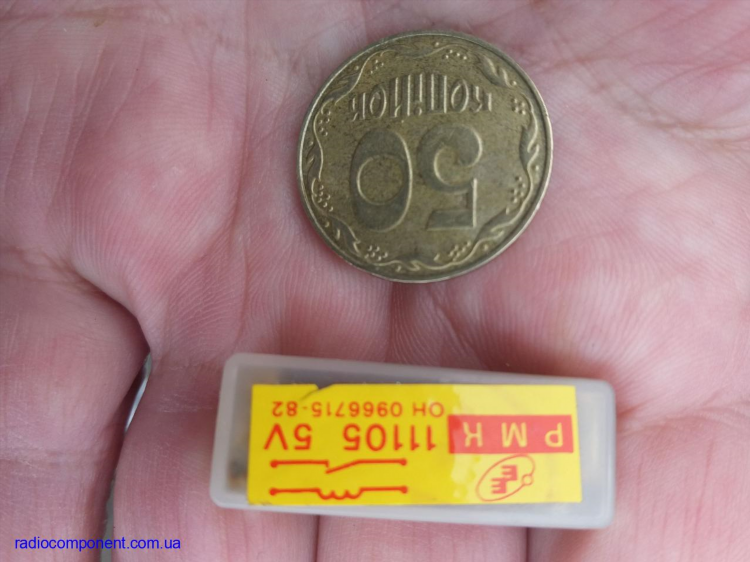 50
копійок
РМК 11105 5V
ОН 0966715-82
radiocomponent.com.ua